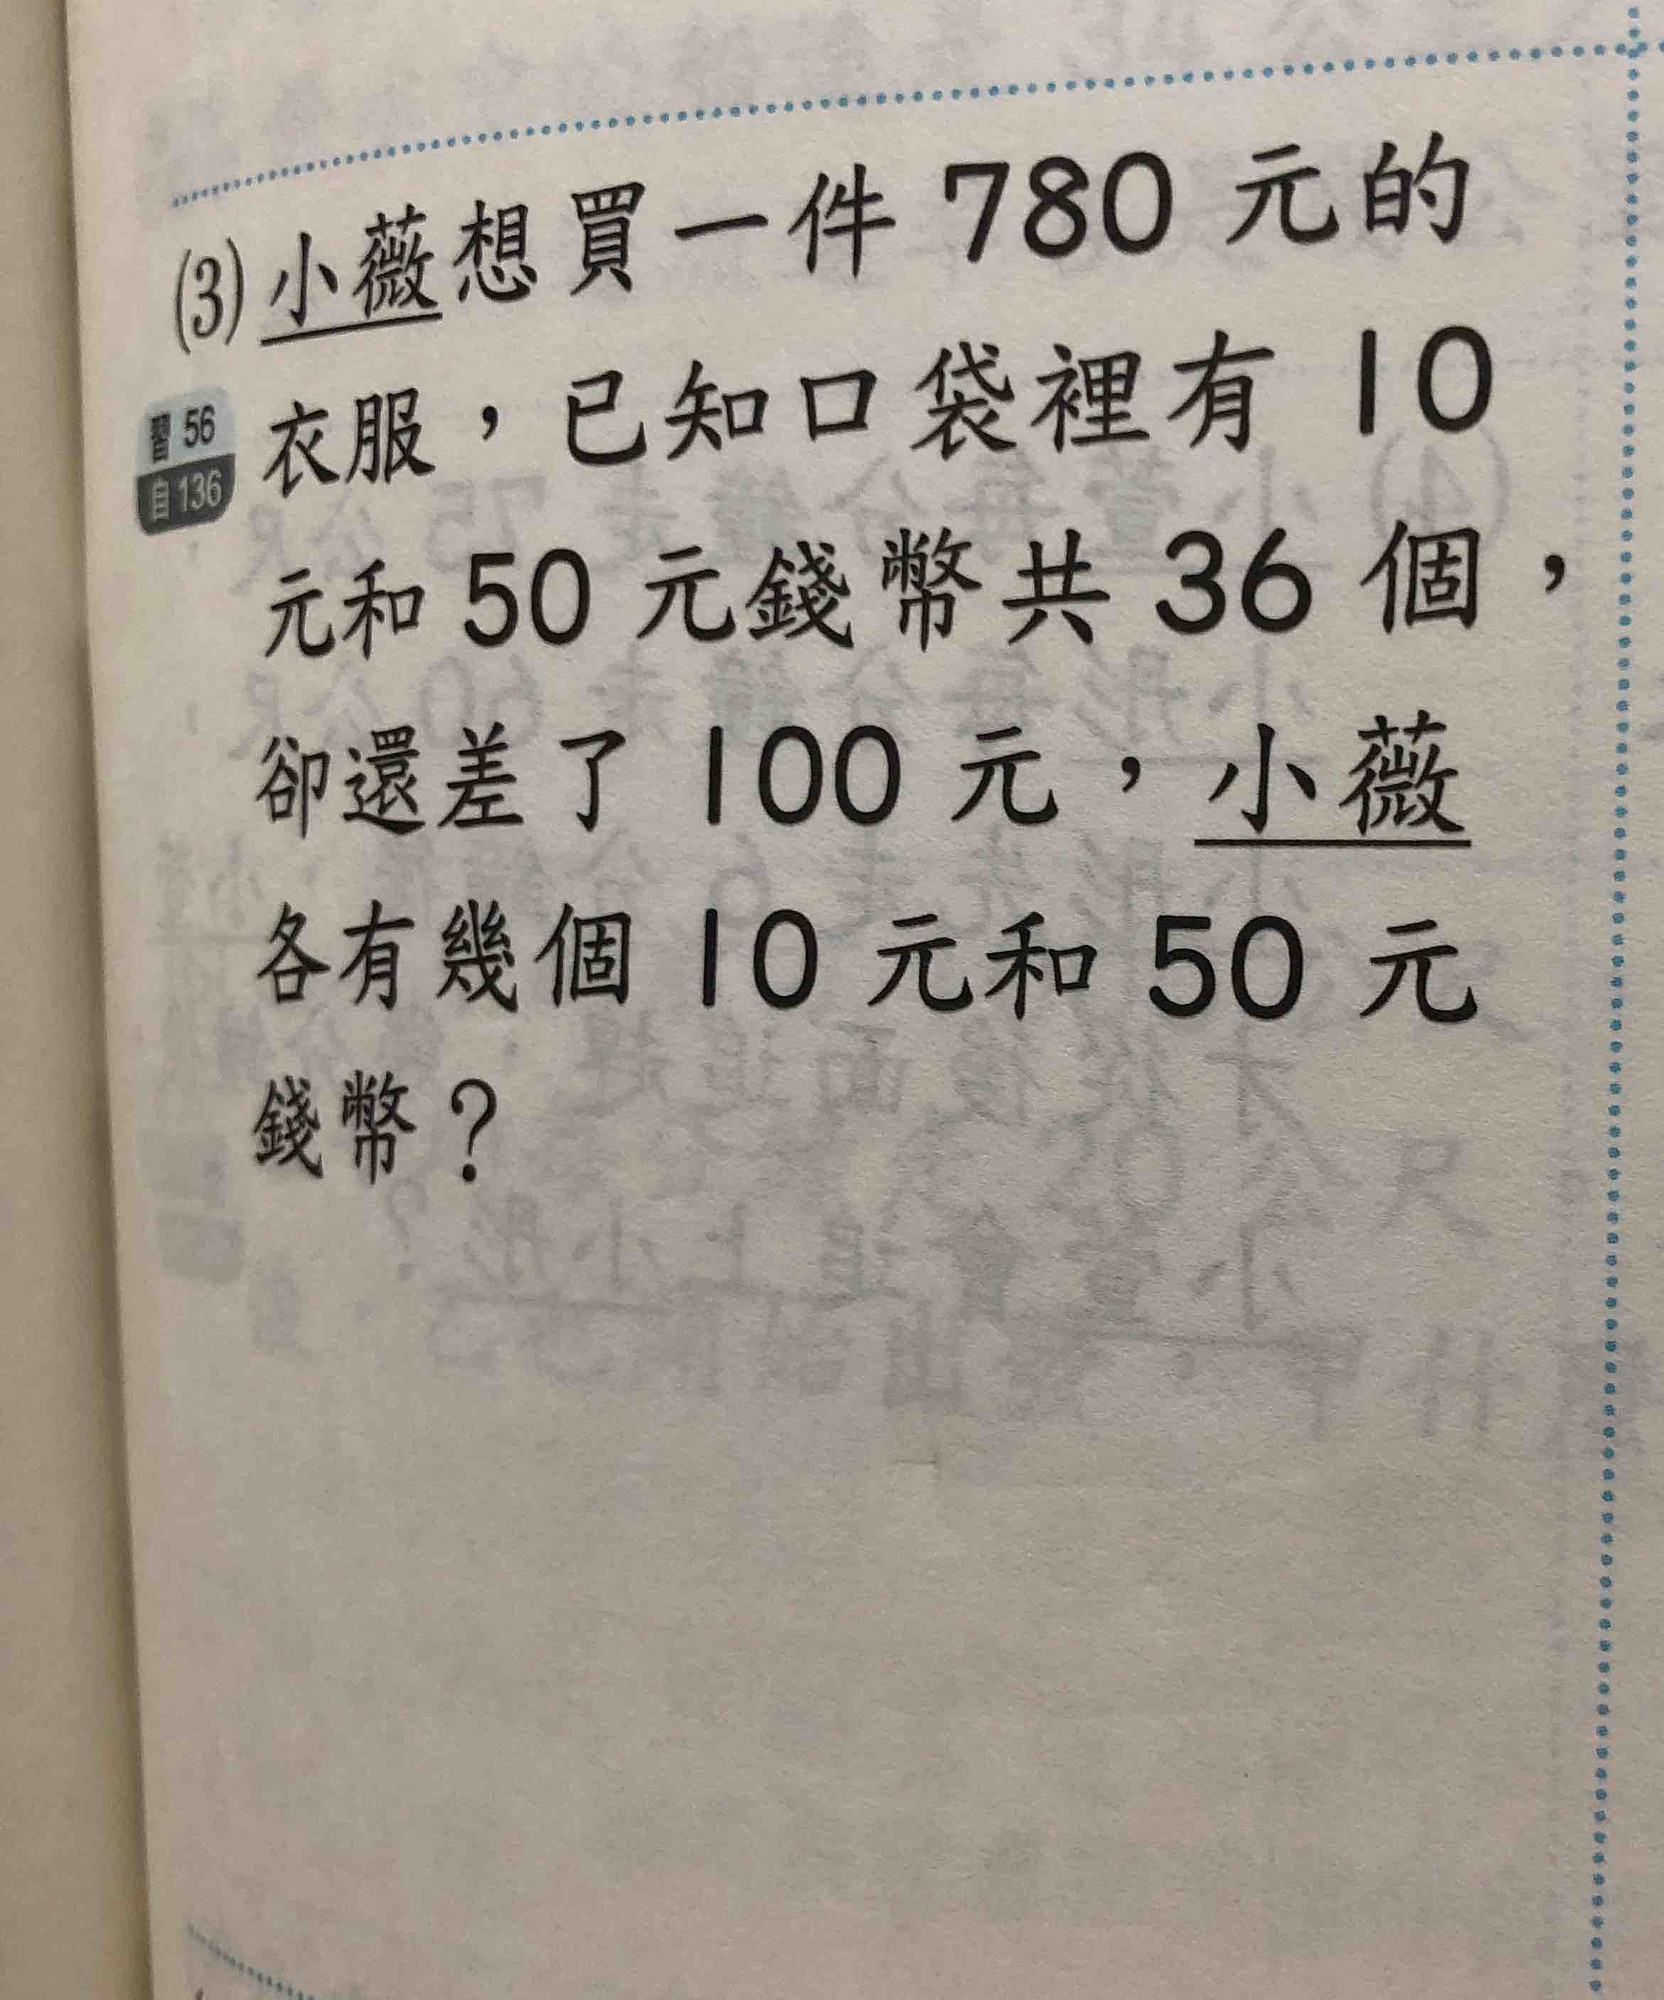 (3)小薇想買一件 780 元的
習 56
自 136
衣服，已知口袋裡有 10
元和 50 元錢幣共 36 個，
卻還差了 100 元，小薇
各有幾個 10 元和 50 元
錢幣？